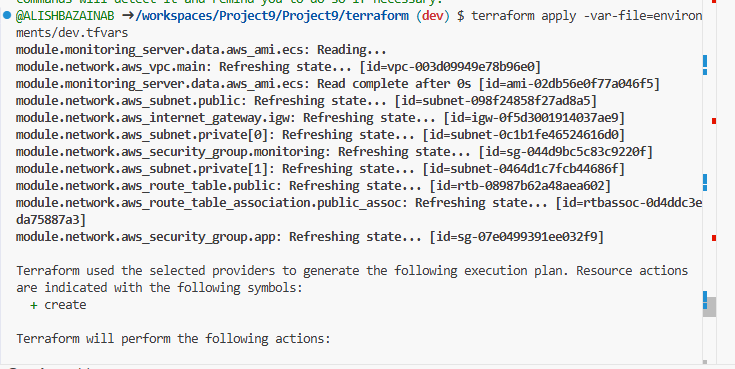 commands will detect it and remind you to do so if necessary.
@ALISHBAZAINAB ➜/workspaces/Project9/Project9/terraform (dev) $ terraform apply -var-file=environ
ments/dev.tfvars
module.monitoring_server.data.aws_ami.ecs: Reading...
module.network.aws_vpc.main: Refreshing state... [id=vpc-003d09949e78b96e0]
module.monitoring_server.data.aws_ami.ecs: Read complete after 0s [id=ami-02db56e0f77a046f5]
module.network.aws_subnet.public: Refreshing state... [id=subnet-098f24858f27ad8a5]
module.network.aws_internet_gateway.igw: Refreshing state... [id=igw-0f5d3001914037ae9]
module.network.aws_subnet.private[0]: Refreshing state... [id=subnet-0c1b1fe46524616d0]
module.network.aws_security_group.monitoring: Refreshing state... [id=sg-044d9bc5c83c9220f]
module.network.aws_subnet.private[1]: Refreshing state... [id=subnet-0464d1c7fcb44686f]
module.network.aws_route_table.public: Refreshing state... [id=rtb-08987b62a48aea602]
module.network.aws_route_table_association.public_assoc: Refreshing state... [id=rtbassoc-0d4ddc3e
da75887a3]
module.network.aws_security_group.app: Refreshing state... [id=sg-07e0499391ee032f9]
Terraform used the selected providers to generate the following execution plan. Resource actions
are indicated with the following symbols:
+ create
Terraform will perform the following actions: